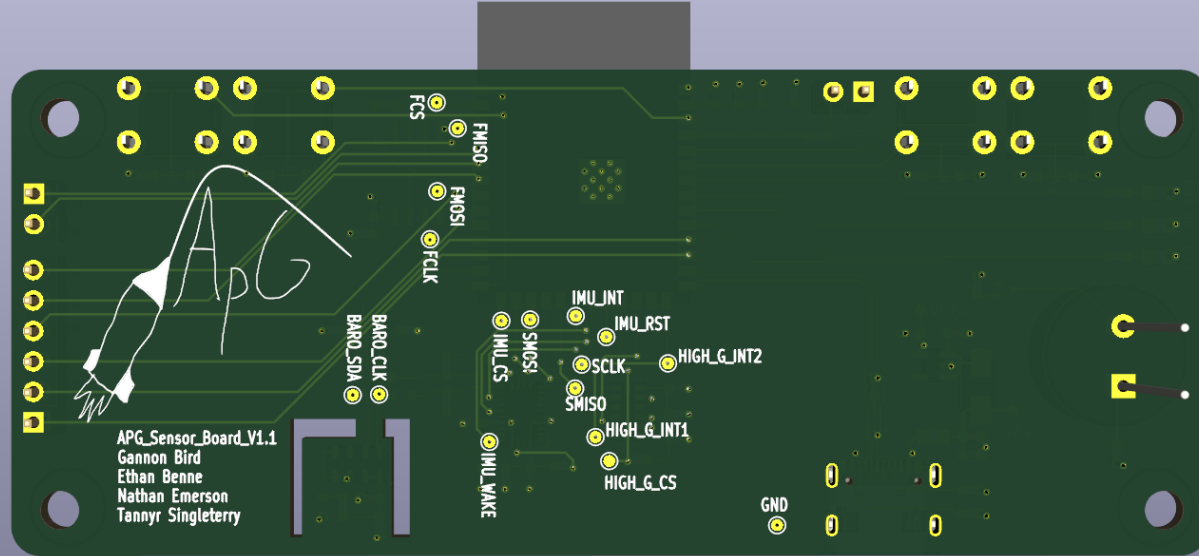 FCS
FMISO
FMOSI
FCLK
ApG
IMU_INT
IMU_RST
BARO_SDA
BARO_CLK
IMU_CS
SMOSI
SCLK
HIGH_G_INT2
SMISO
HIGH_G_INT1
IMU_WAKE
HIGH_G_CS
GND
APG_Sensor_Board_V1.1
Gannon Bird
Ethan Benne
Nathan Emerson
Tannyr Singleterry